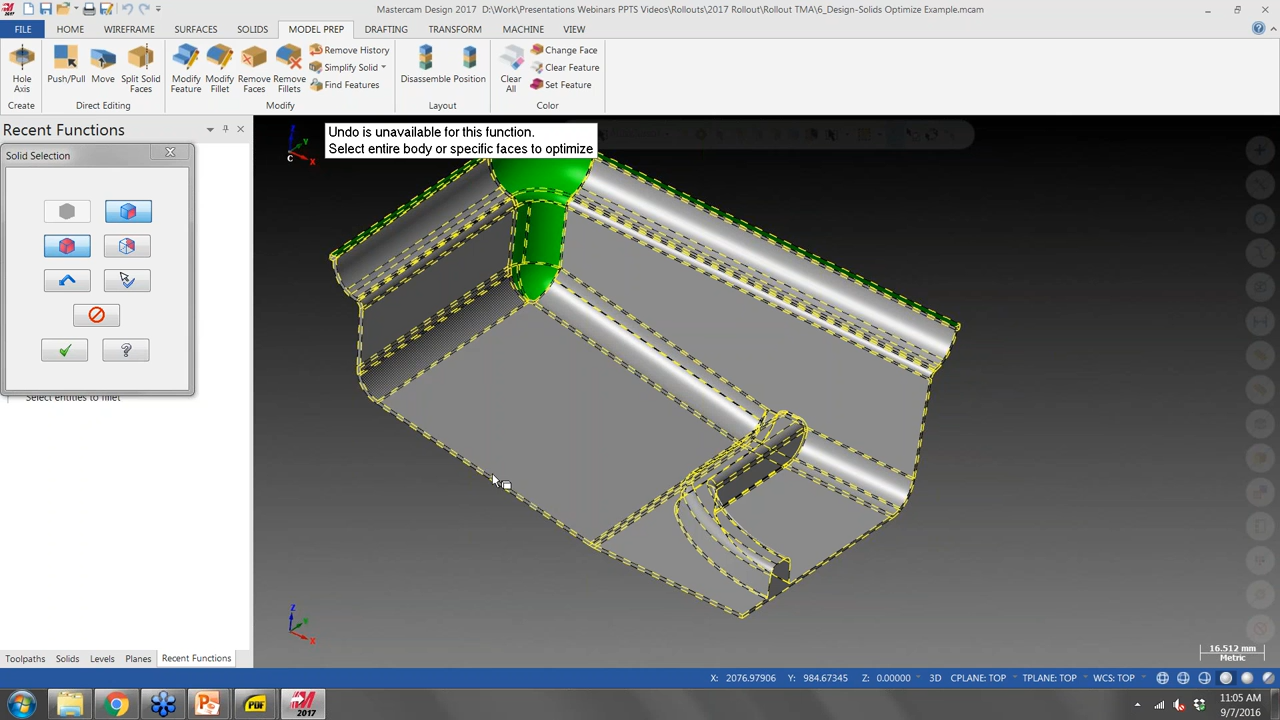 Mastercam Design 2017  D:\Work\Presentations Webinars PPTS Videos\Rollouts\2017 Rollout\Rollout TMA\6_Design-Solids Optimize Example.mcam
FILE HOME WIREFRAME SURFACES SOLIDS MODEL PREP DRAFTING TRANSFORM MACHINE VIEW
Hole Axis
Push/Pull
Move
Split Solid Faces
Modify Feature
Modify Fillet
Remove Faces
Remove Fillets
Remove History
Simplify Solid
Find Features
Disassemble
Position
Clear All
Change Face
Clear Feature
Set Feature
Create
Direct Editing
Modify
Layout
Color
Recent Functions
Solid Selection
Select entities to fillet
Undo is unavailable for this function.
Select entire body or specific faces to optimize
Z
Y
X
C
Z
Y
X
16.512 mm
Metric
Toolpaths Solids Levels Planes Recent Functions
X: 2076.97906 Y: 984.67345 Z: 0.00000 3D CPLANE: TOP TPLANE: TOP WCS: TOP
PDF
2017
11:05 AM
9/7/2016